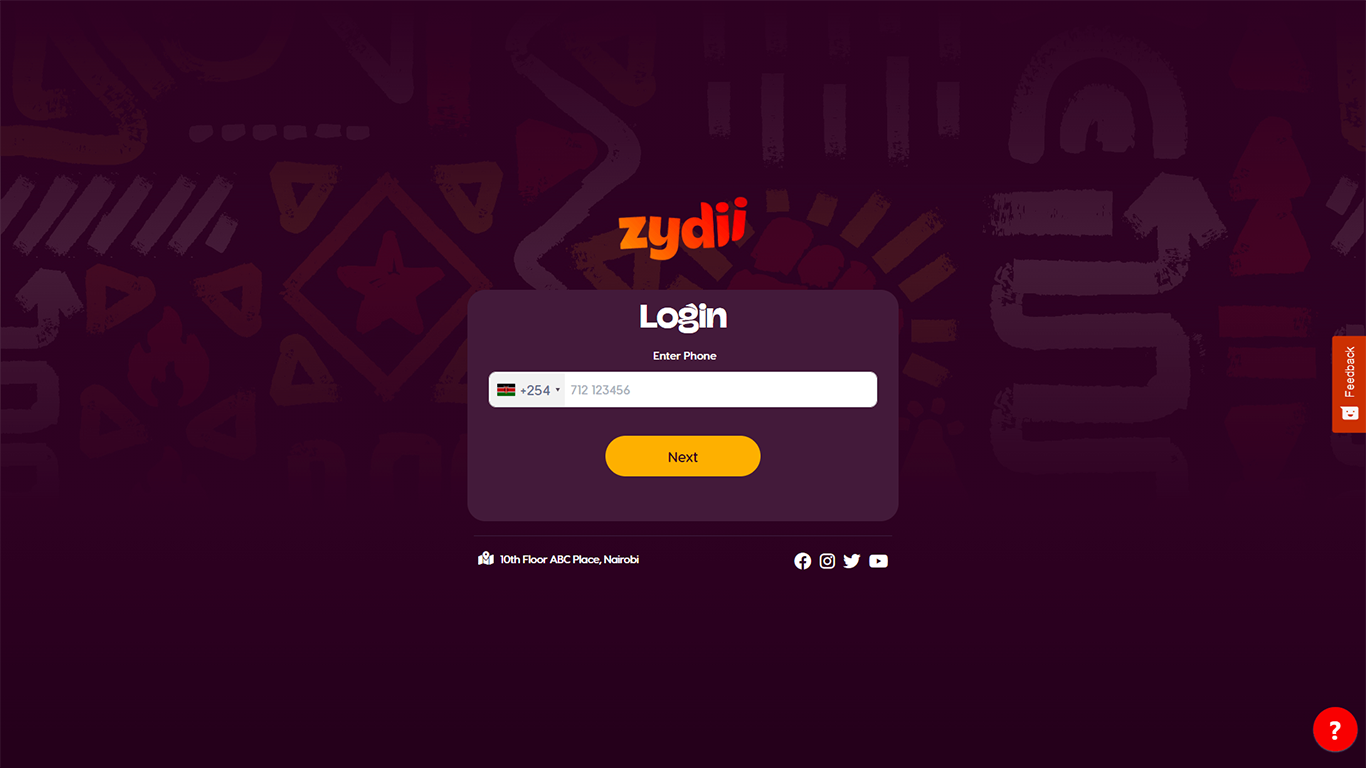 zydii
Login
Enter Phone
+254 712 123456
Next
10th Floor ABC Place, Nairobi
Feedback
?